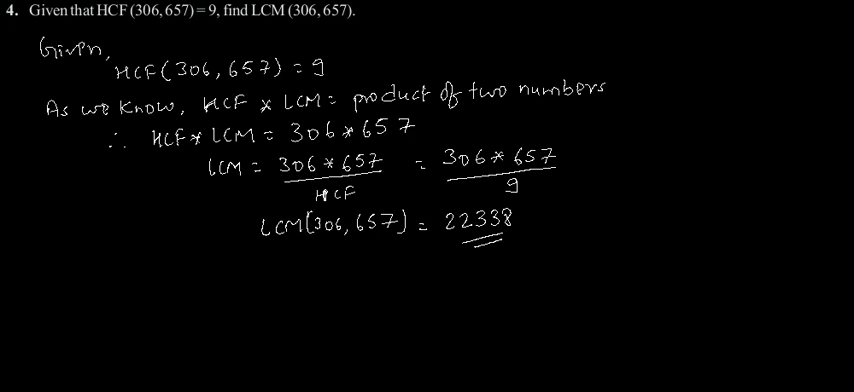 4. Given that HCF (306, 657) = 9, find LCM (306, 657).
Given,
HCF(306, 657) = 9
As we know, HCF x LCM = product of two numbers
∴ HCF * LCM = 306 * 657
LCM = 306 * 657 / HCF = 306 * 657 / 9
LCM(306, 657) = 22338